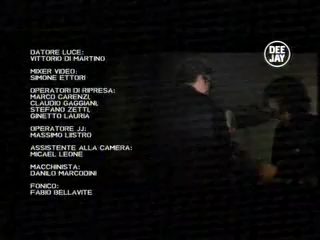 DEE
JAY
DATORE LUCE:
VITTORIO DI MARTINO
MIXER VIDEO:
SIMONE ETTORI
OPERATORI DI RIPRESA:
MARCO CARENZI,
CLAUDIO GAGGIANI,
STEFANO ZETTI,
GINETTO LAURIA
OPERATORE JJ:
MASSIMO LIISTRO
ASSISTENTE ALLA CAMERA:
MICAEL LEONE
MACCHINISTA:
DANILO MARCODINI
FONICO:
FABIO BELLAVITE